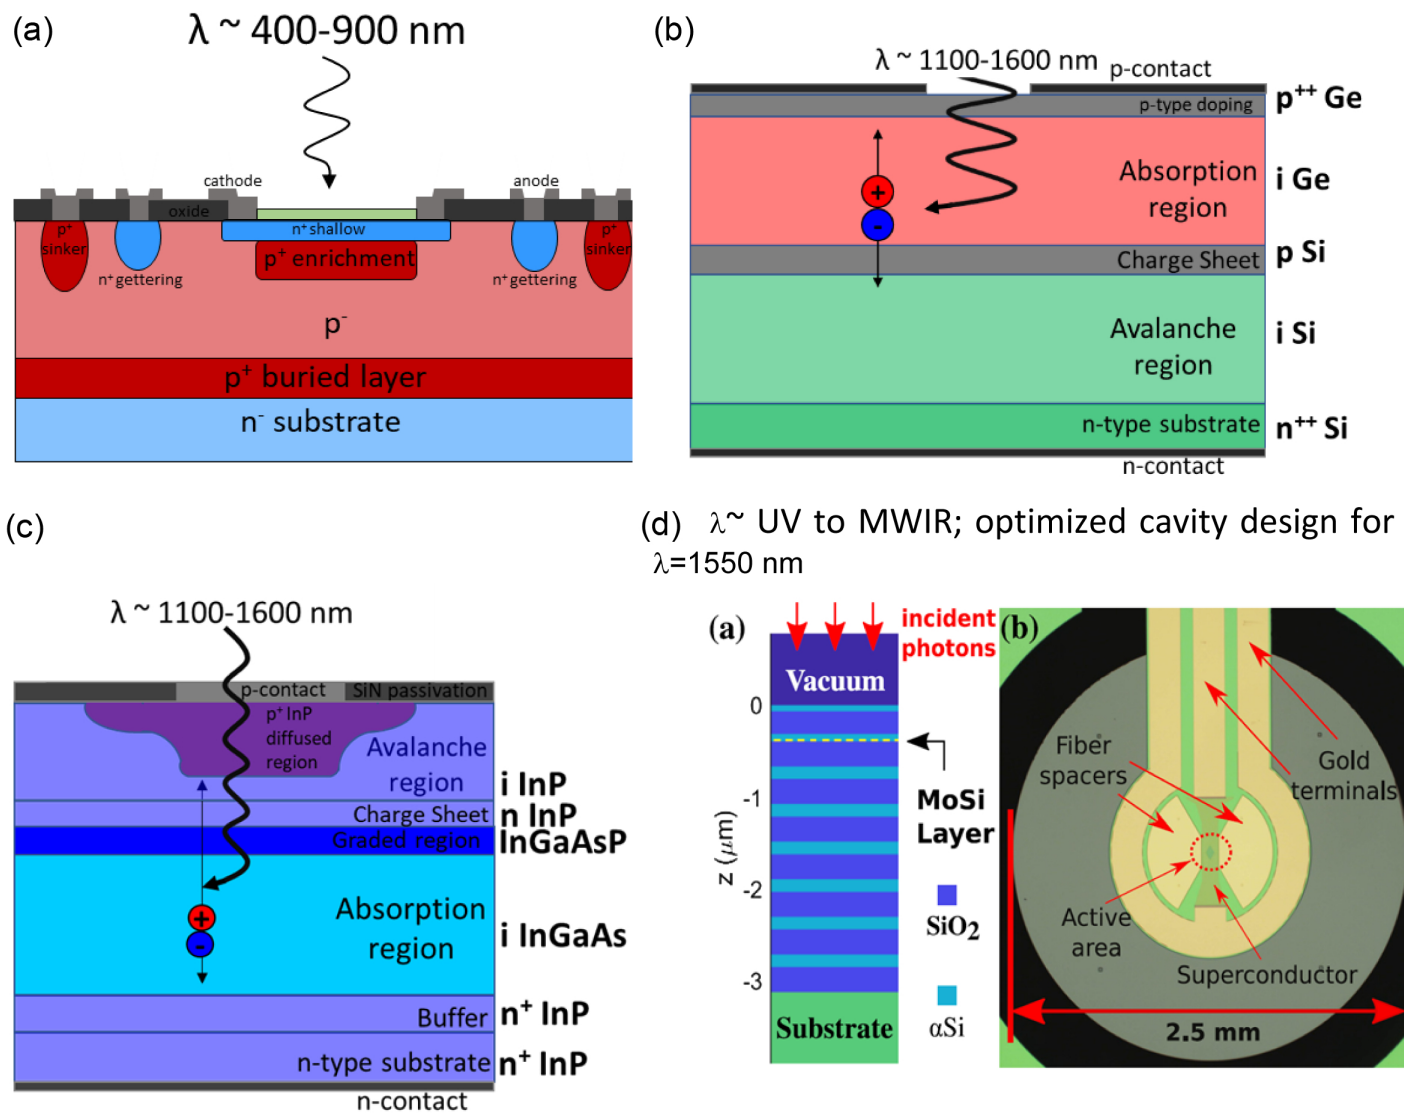 (a)
λ ~ 400-900 nm
cathode
anode
oxide
n⁺ shallow
p⁺
sinker
p⁺ enrichment
p⁺
sinker
n⁺ gettering
n⁺ gettering
p⁻
p⁺ buried layer
n⁻ substrate
(b)
λ ~ 1100-1600 nm
p-contact
p-type doping
p⁺⁺ Ge
Absorption
region
i Ge
+
-
Charge Sheet
p Si
Avalanche
region
i Si
n-type substrate
n⁺⁺ Si
n-contact
(c)
λ ~ 1100-1600 nm
p-contact
SiN passivation
p⁺ InP
diffused
region
Avalanche
region
i InP
Charge Sheet
n InP
Graded region
InGaAsP
Absorption
region
i InGaAs
+
-
Buffer
n⁺ InP
n-type substrate
n⁺ InP
n-contact
(d) λ~ UV to MWIR; optimized cavity design for
λ=1550 nm
(a)
incident
photons
Vacuum
0
-1
-2
-3
z (μm)
MoSi
Layer
SiO₂
αSi
Substrate
(b)
Fiber
spacers
Gold
terminals
Active
area
Superconductor
2.5 mm